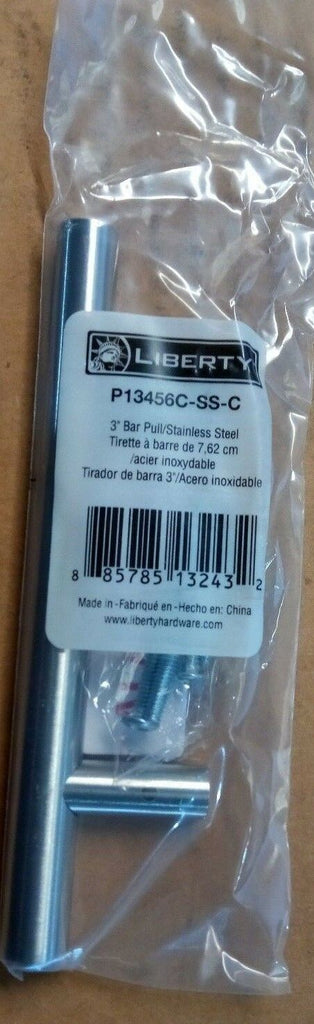 LIBERTY
P13456C-SS-C
3" Bar Pull/Stainless Steel
Tirette à barre de 7,62 cm
/acier inoxydable
Tirador de barra 3"/Acero inoxidable
8 85785 13243 2
Made in -Fabriqué en -Hecho en: China
www.libertyhardware.com